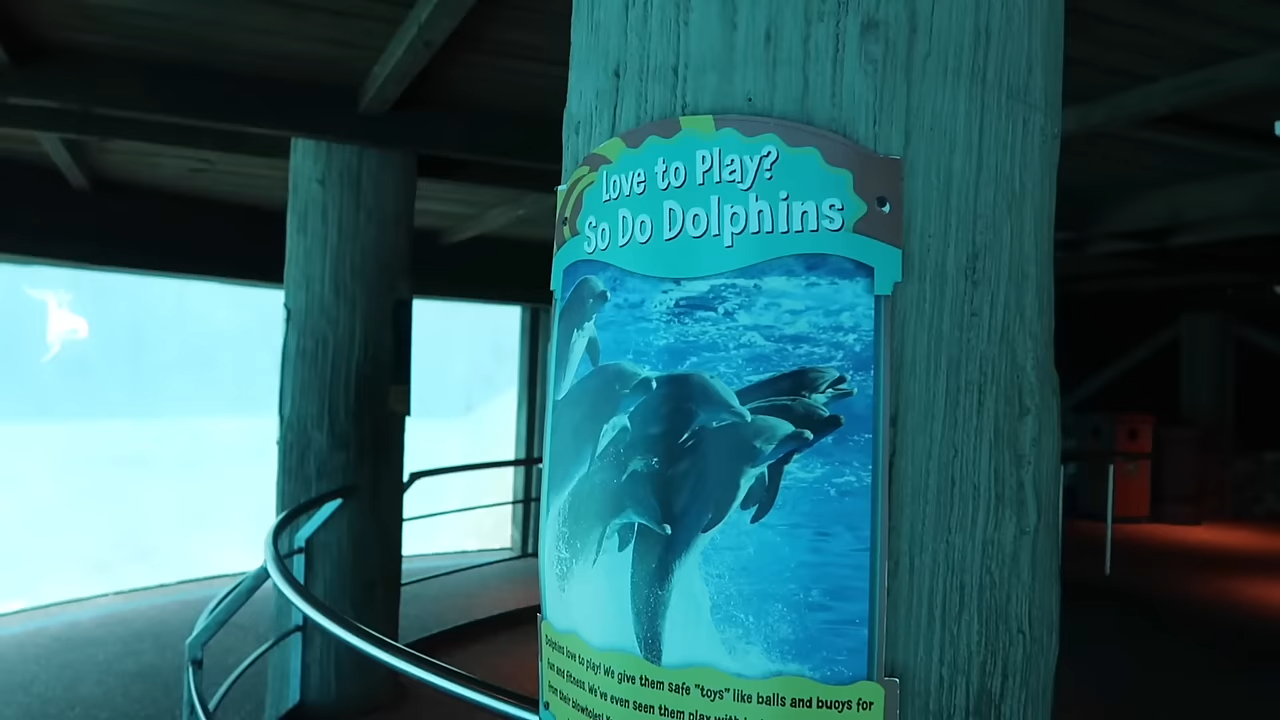 Love to Play?
So Do Dolphins
Dolphins love to play! We give them safe "toys" like balls and buoys for
fun and fitness. We've even seen them play with
from their blowholes!